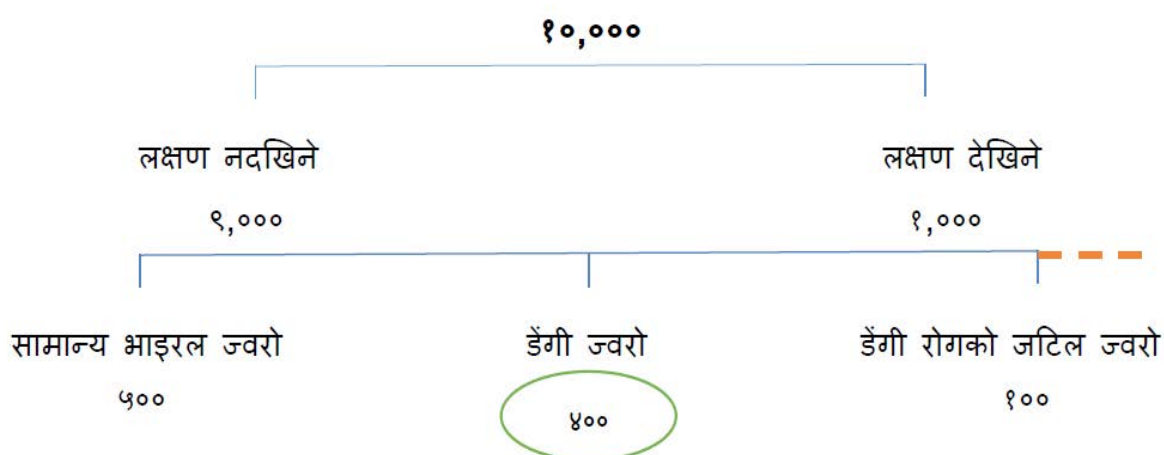 १०,०००
लक्षण नदखिने लक्षण देखिने
९,००० १,०००
सामान्य भाइरल ज्वरो डेंगी ज्वरो डेंगी रोगको जटिल ज्वरो
५०० ४०० १००